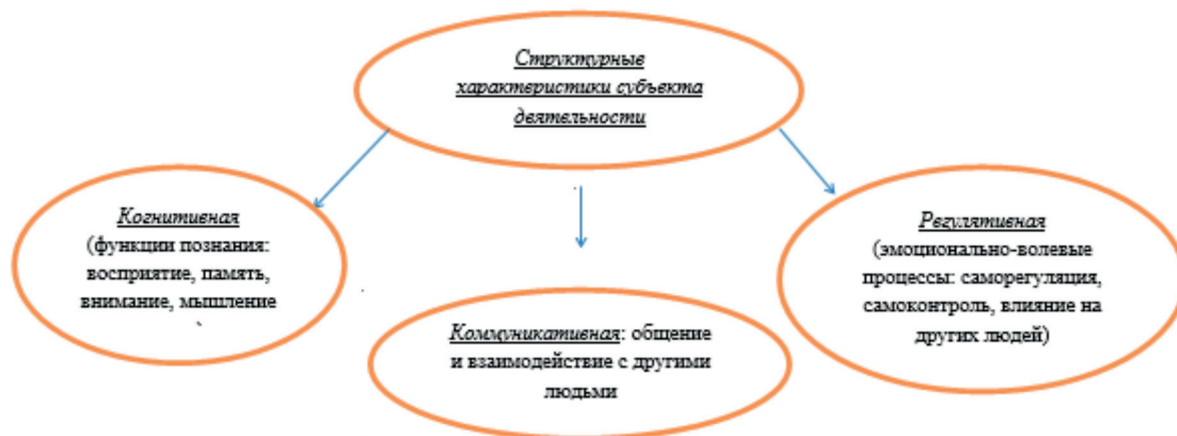 Структурные
характеристики субъекта
деятельности
Когнитивная
(функции познания:
восприятие, память,
внимание, мышление
Коммуникативная: общение
и взаимодействие с другими
людьми
Регулятивная
(эмоционально-волевые
процессы: саморегуляция,
самоконтроль, влияние на
других людей)